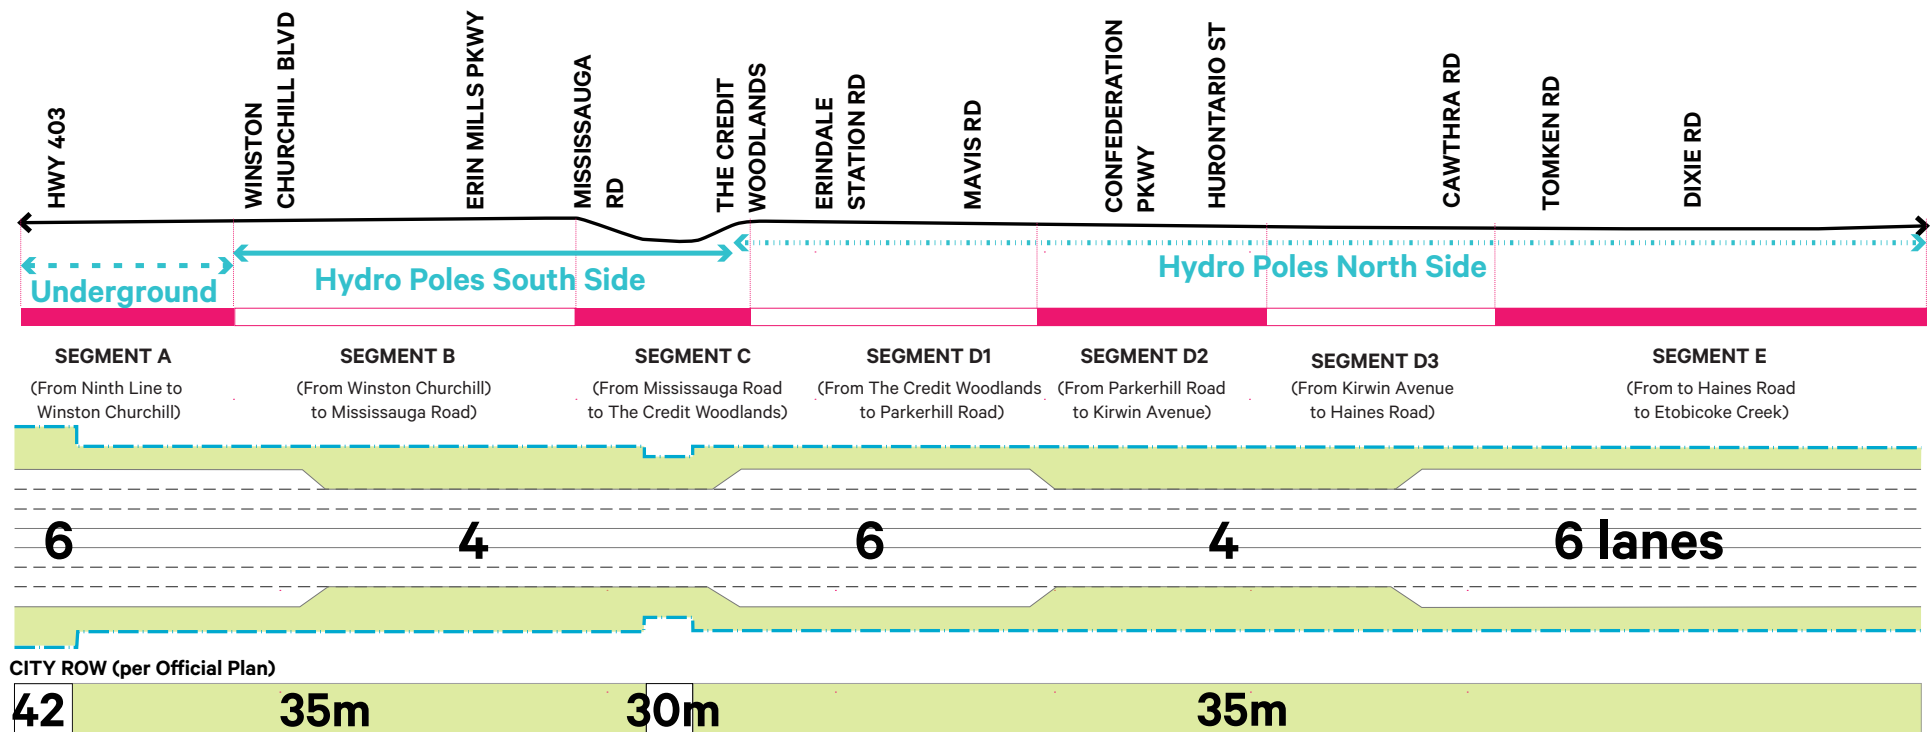 HWY 403
WINSTON
CHURCHILL BLVD
ERIN MILLS PKWY
MISSISSAUGA
RD
THE CREDIT
WOODLANDS
ERINDALE
STATION RD
MAVIS RD
CONFEDERATION
PKWY
HURONTARIO ST
CAWTHRA RD
TOMKEN RD
DIXIE RD
Underground
Hydro Poles South Side
Hydro Poles North Side
SEGMENT A
(From Ninth Line to
Winston Churchill)
SEGMENT B
(From Winston Churchill)
to Mississauga Road)
SEGMENT C
(From Mississauga Road
to The Credit Woodlands)
SEGMENT D1
(From The Credit Woodlands
to Parkerhill Road)
SEGMENT D2
(From Parkerhill Road
to Kirwin Avenue)
SEGMENT D3
(From Kirwin Avenue
to Haines Road)
SEGMENT E
(From to Haines Road
to Etobicoke Creek)
6
4
6
4
6 lanes
CITY ROW (per Official Plan)
42
35m
30m
35m